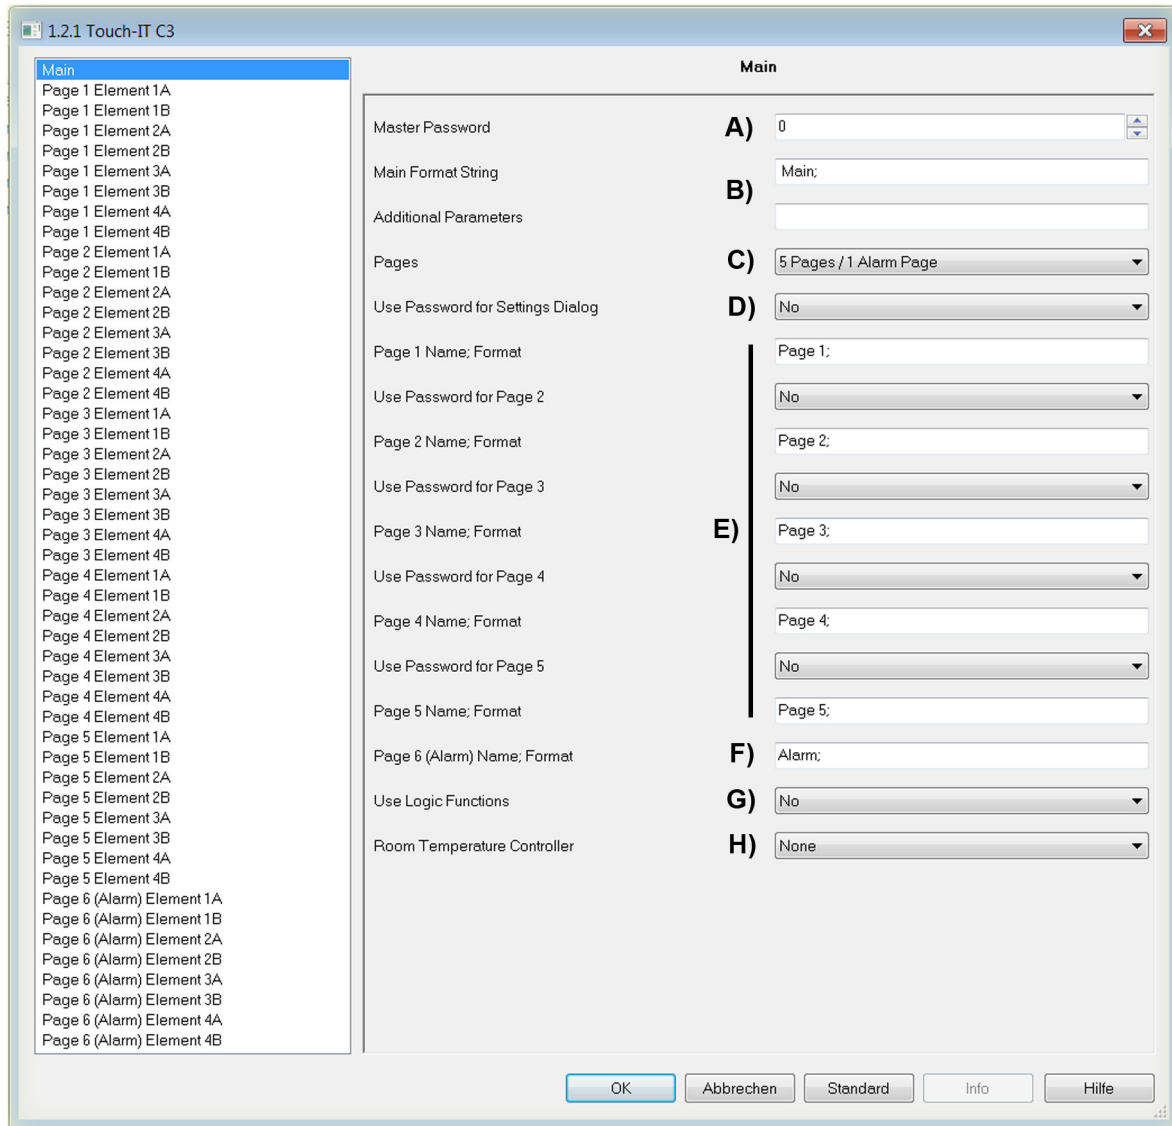 1.2.1 Touch-IT C3
Main
Page 1 Element 1A
Page 1 Element 1B
Page 1 Element 2A
Page 1 Element 2B
Page 1 Element 3A
Page 1 Element 3B
Page 1 Element 4A
Page 1 Element 4B
Page 2 Element 1A
Page 2 Element 1B
Page 2 Element 2A
Page 2 Element 2B
Page 2 Element 3A
Page 2 Element 3B
Page 2 Element 4A
Page 2 Element 4B
Page 3 Element 1A
Page 3 Element 1B
Page 3 Element 2A
Page 3 Element 2B
Page 3 Element 3A
Page 3 Element 3B
Page 3 Element 4A
Page 3 Element 4B
Page 4 Element 1A
Page 4 Element 1B
Page 4 Element 2A
Page 4 Element 2B
Page 4 Element 3A
Page 4 Element 3B
Page 4 Element 4A
Page 4 Element 4B
Page 5 Element 1A
Page 5 Element 1B
Page 5 Element 2A
Page 5 Element 2B
Page 5 Element 3A
Page 5 Element 3B
Page 5 Element 4A
Page 5 Element 4B
Page 6 (Alarm) Element 1A
Page 6 (Alarm) Element 1B
Page 6 (Alarm) Element 2A
Page 6 (Alarm) Element 2B
Page 6 (Alarm) Element 3A
Page 6 (Alarm) Element 3B
Page 6 (Alarm) Element 4A
Page 6 (Alarm) Element 4B
Main
Master Password A) 0
Main Format String Main;
B)
Additional Parameters
Pages C) 5 Pages / 1 Alarm Page
Use Password for Settings Dialog D) No
Page 1 Name; Format Page 1;
Use Password for Page 2 No
Page 2 Name; Format Page 2;
Use Password for Page 3 No
Page 3 Name; Format E) Page 3;
Use Password for Page 4 No
Page 4 Name; Format Page 4;
Use Password for Page 5 No
Page 5 Name; Format Page 5;
Page 6 (Alarm) Name; Format F) Alarm;
Use Logic Functions G) No
Room Temperature Controller H) None
OK Abbrechen Standard Info Hilfe